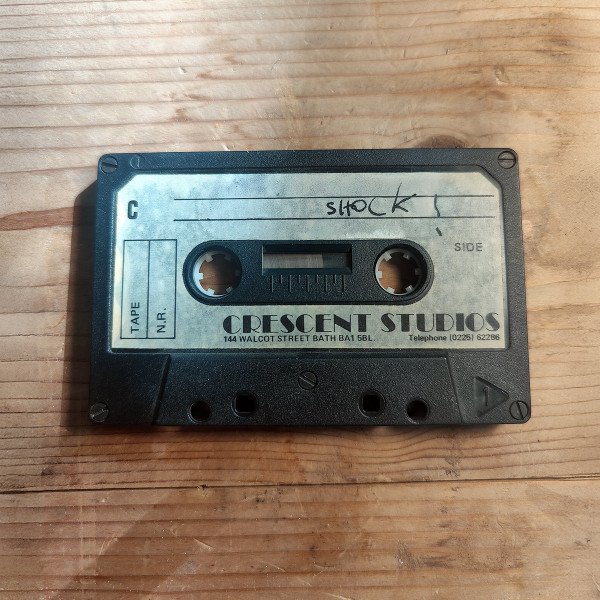 C
SHOCK!
SIDE
TAPE
N.R.
CRESCENT STUDIOS
144 WALCOT STREET BATH BA1 5BL. Telephone (0225) 62286
1